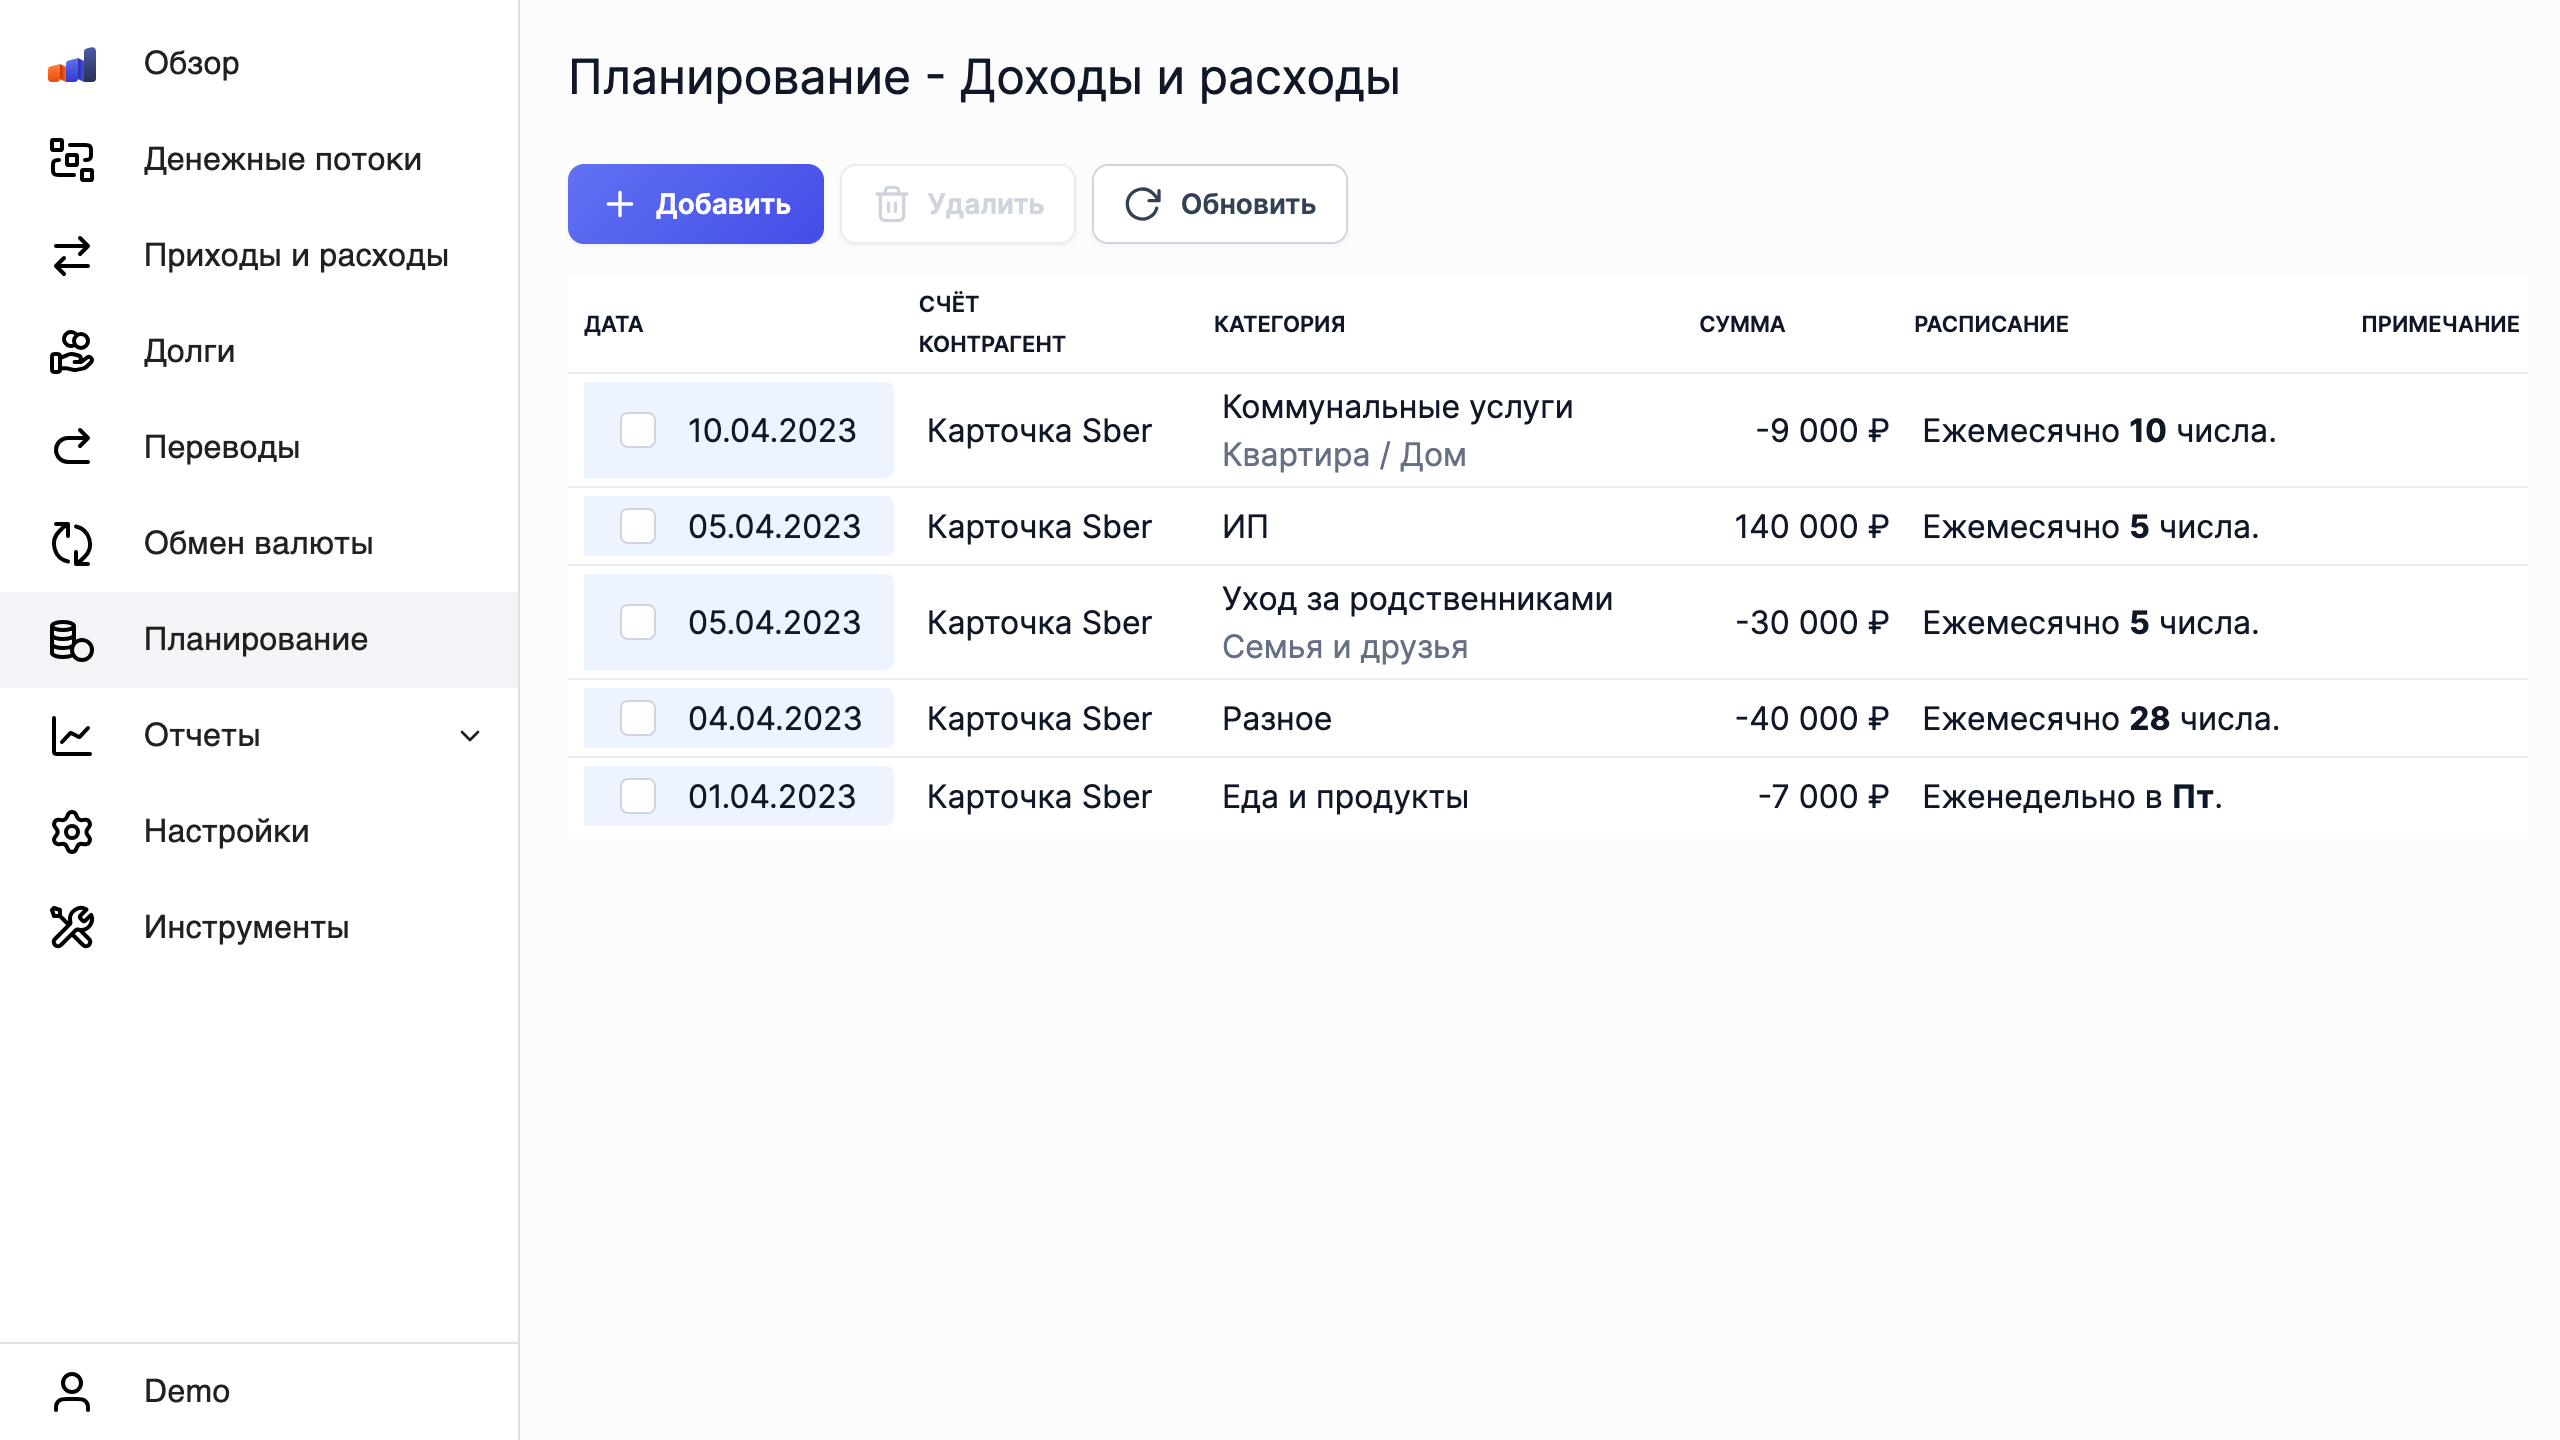 Обзор
Денежные потоки
Приходы и расходы
Долги
Переводы
Обмен валюты
Планирование
Отчеты
Настройки
Инструменты
Demo
Планирование - Доходы и расходы
Добавить Удалить Обновить
ДАТА СЧЁТ КОНТРАГЕНТ КАТЕГОРИЯ СУММА РАСПИСАНИЕ ПРИМЕЧАНИЕ
10.04.2023 Карточка Sber Коммунальные услуги -9 000 ₽ Ежемесячно 10 числа.
Квартира / Дом
05.04.2023 Карточка Sber ИП 140 000 ₽ Ежемесячно 5 числа.
05.04.2023 Карточка Sber Уход за родственниками -30 000 ₽ Ежемесячно 5 числа.
Семья и друзья
04.04.2023 Карточка Sber Разное -40 000 ₽ Ежемесячно 28 числа.
01.04.2023 Карточка Sber Еда и продукты -7 000 ₽ Еженедельно в Пт.